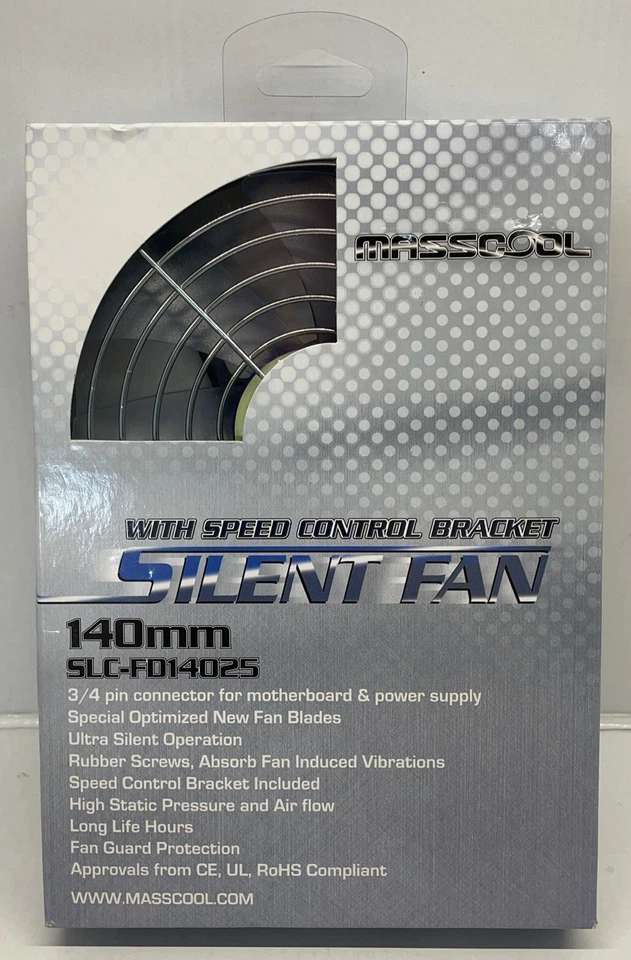 MASSCOOL
WITH SPEED CONTROL BRACKET
SILENT FAN
140mm
SLC-FD14025
3/4 pin connector for motherboard & power supply
Special Optimized New Fan Blades
Ultra Silent Operation
Rubber Screws, Absorb Fan Induced Vibrations
Speed Control Bracket Included
High Static Pressure and Air flow
Long Life Hours
Fan Guard Protection
Approvals from CE, UL, RoHS Compliant
WWW.MASSCOOL.COM